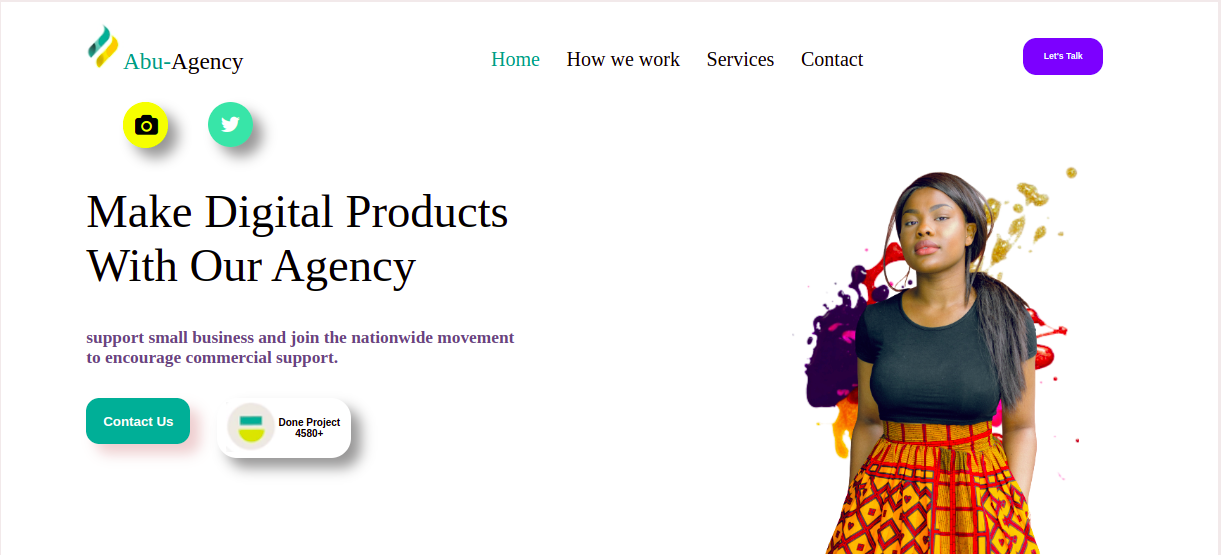 Abu-Agency
Home
How we work
Services
Contact
Let's Talk
Make Digital Products
With Our Agency
support small business and join the nationwide movement
to encourage commercial support.
Contact Us
Done Project
4580+